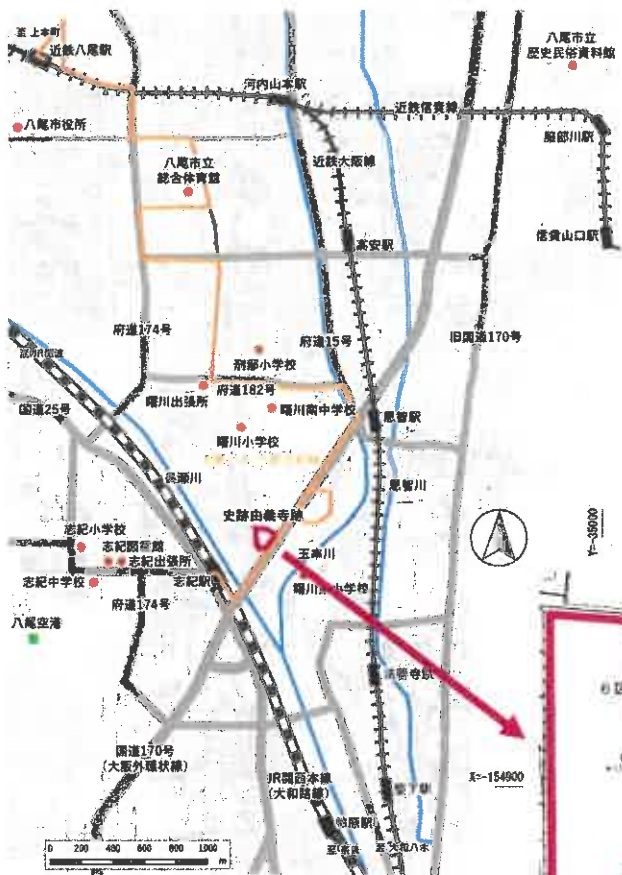 至 上本町
近鉄八尾駅
八尾市立
歴史民俗資料館
河内山本駅
近鉄信貴線
八尾市役所
服部川駅
近鉄大阪線
八尾市立
総合体育館
信貴山口駅
高安駅
府道174号
府道15号
旧国道170号
刑部小学校
府道182号
曙川出張所
曙川南中学校
国道25号
曙川小学校
恩智駅
長瀬川
恩智川
史跡由義寺跡
志紀小学校
志紀図書館
志紀出張所
玉串川
志紀中学校
志紀駅
曙川東小学校
府道174号
八尾空港
法善寺駅
Y=-35000
X=-154900
国道170号
(大阪外環状線)
JR関西本線
(大和路線)
堅下駅
柏原駅
至 奈良
至 大和八木
0 200 400 600 800 1000
m